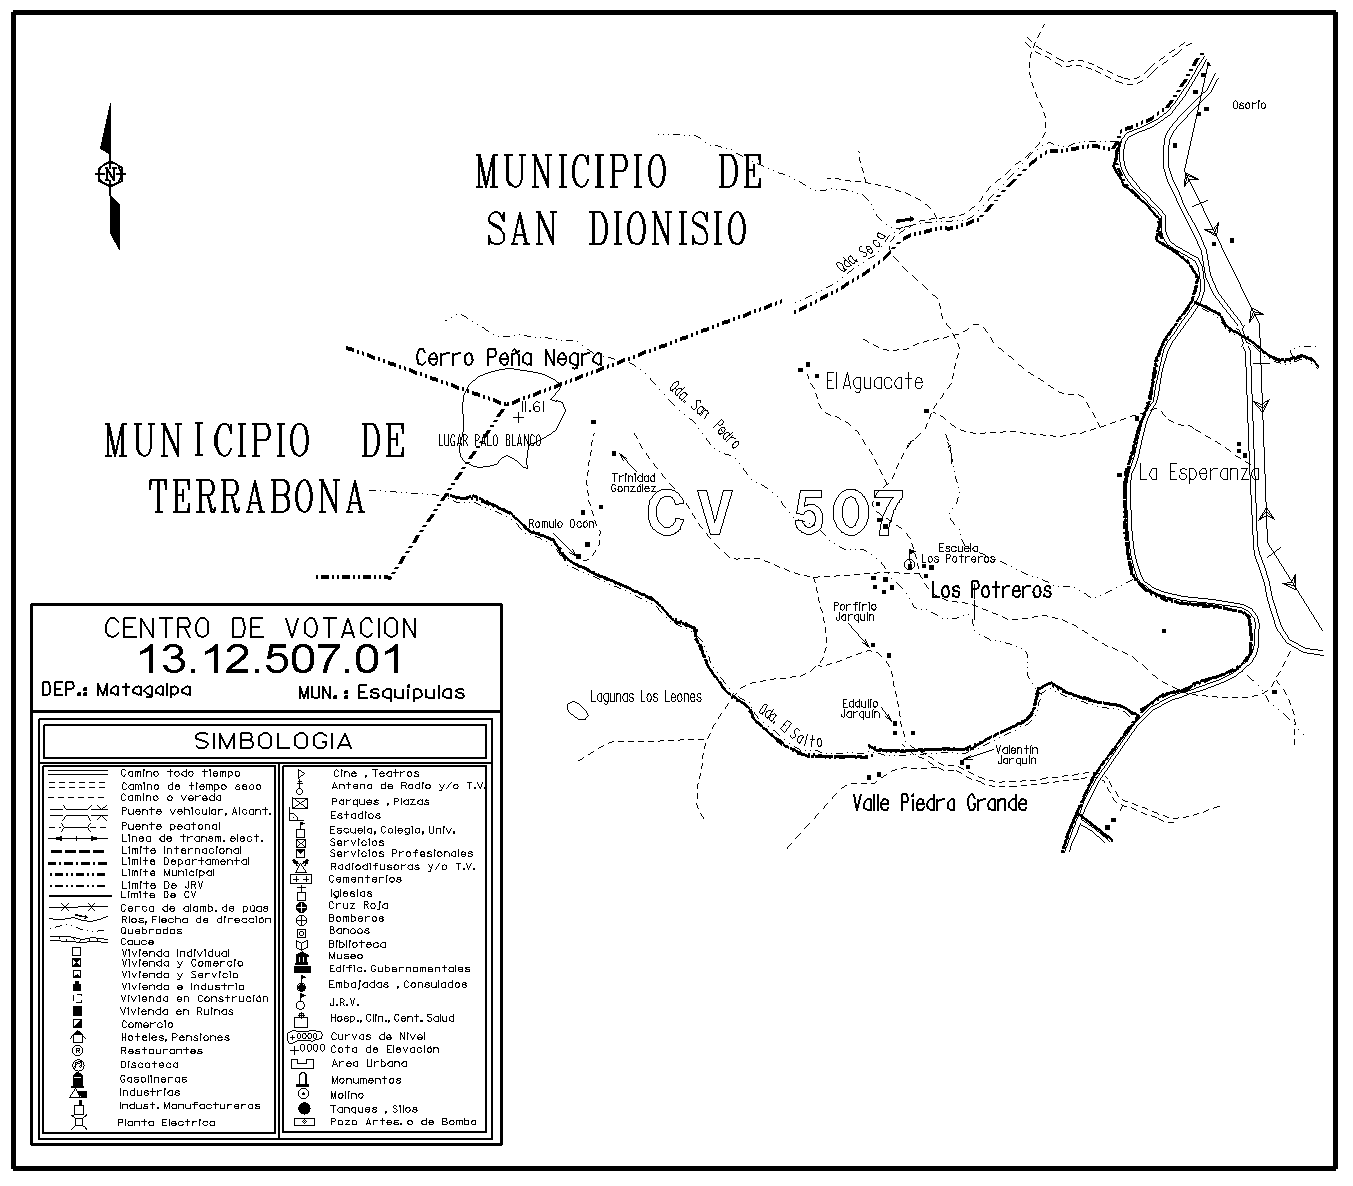 Osorio
N
MUNICIPIO DE
SAN DIONISIO
Qda. Seca
Cerro Peña Negra
11.61
LUGAR PALO BLANCO
Qda. San Pedro
El Aguacate
MUNICIPIO DE
TERRABONA
Trinidad
González
La Esperanza
CV 507
Romulo Ocon
Escuela
Los Potreros
Los Potreros
Porfirio
Jarquín
Lagunas Los Leones
Eddulio
Jarquín
Qda. El Salto
Valentín
Jarquín
Valle Piedra Grande
CENTRO DE VOTACION
13.12.507.01
DEP.: Matagalpa MUN.: Esquipulas
SIMBOLOGIA
Camino todo tiempo
Camino de tiempo seco
Camino o vereda
Puente vehicular, Alcant.
Puente peatonal
Linea de transm. elect.
Limite Internacional
Limite Departamental
Limite Municipal
Limite De JRV
Limite De CV
Cerca de alamb. de púas
Rios, Flecha de dirección
Quebradas
Cauce
Vivienda Individual
Vivienda y Comercio
Vivienda y Servicio
Vivienda e Industria
Vivienda en Construción
Vivienda en Ruinas
Comercio
Hoteles, Pensiones
R Restaurantes
Discoteca
Gasolineras
Industrias
Indust. Manufactureras
Planta Electrica
Cine , Teatros
Antena de Radio y/o T.V.
Parques , Plazas
Estadios
Escuela, Colegio, Univ.
Servicios
Servicios Profesionales
Radiodifusoras y/o T.V.
Cementerios
Iglesias
Cruz Roja
Bomberos
Bancos
Biblioteca
Museo
Edific. Gubernamentales
Embajadas , Consulados
J.R.V.
Hosp., Clin., Cent. Salud
+0000 Curvas de Nivel
+0000 Cota de Elevación
Area Urbana
Monumentos
Molino
Tanques , Silos
Pozo Artes. o de Bomba